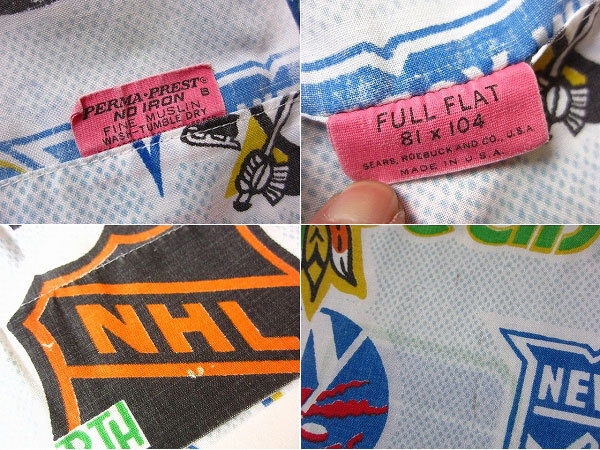 PERMA·PREST®
NO IRON B
FINE MUSLIN
WASH-TUMBLE DRY
FULL FLAT
81 x 104
SEARS, ROEBUCK AND CO., U.S.A.
MADE IN U.S.A.
NHL
RTH
NEW